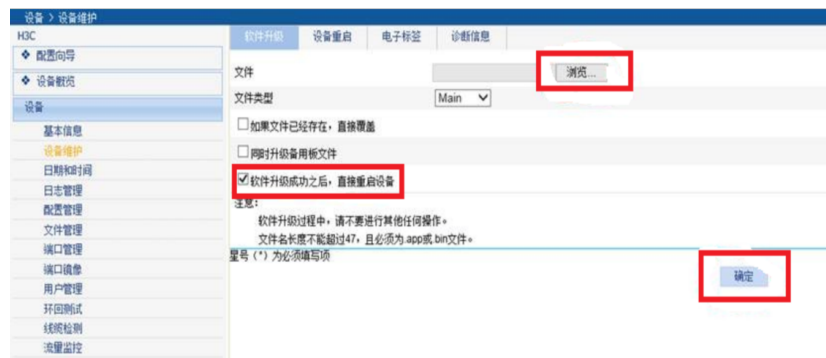 设备 > 设备维护
H3C
配置向导
设备概览
设备
基本信息
设备维护
日期和时间
日志管理
配置管理
文件管理
端口管理
端口镜像
用户管理
环回测试
线缆检测
流量监控
软件升级 设备重启 电子标签 诊断信息
文件 浏览...
文件类型 Main
如果文件已经存在，直接覆盖
同时升级备用板文件
软件升级成功之后，直接重启设备
注意：
软件升级过程中，请不要进行其他任何操作。
文件名长度不能超过47，且必须为.app或.bin文件。
星号 (*) 为必须填写项
确定